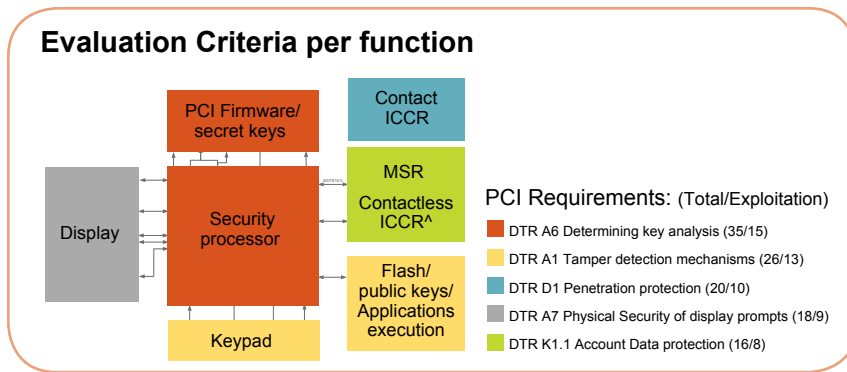 Evaluation Criteria per function
PCI Firmware/
secret keys
Contact
ICCR
MSR
Contactless
ICCR^
Display
Security
processor
Flash/
public keys/
Applications
execution
Keypad
PCI Requirements: (Total/Exploitation)
DTR A6 Determining key analysis (35/15)
DTR A1 Tamper detection mechanisms (26/13)
DTR D1 Penetration protection (20/10)
DTR A7 Physical Security of display prompts (18/9)
DTR K1.1 Account Data protection (16/8)